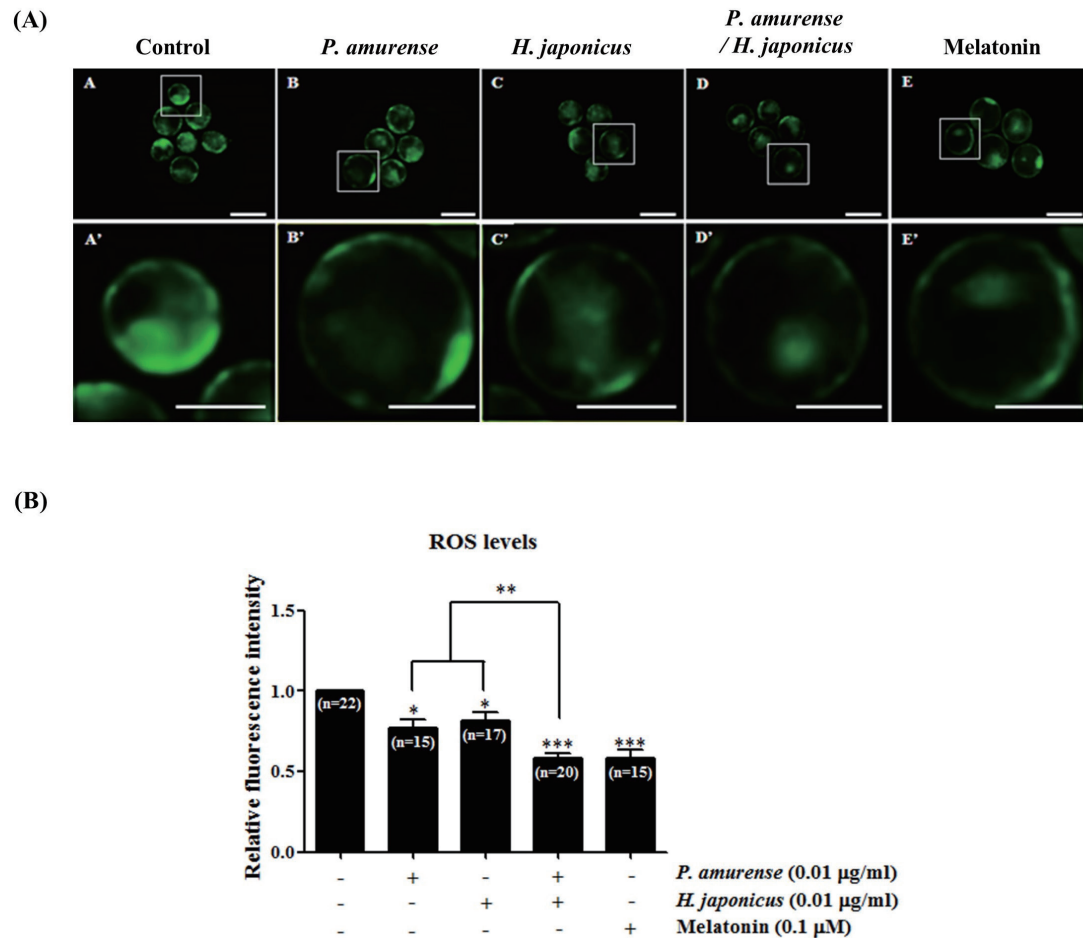 (A)
Control
P. amurense
H. japonicus
P. amurense
/ H. japonicus
Melatonin
A
B
C
D
E
A'
B'
C'
D'
E'
(B)
ROS levels
Relative fluorescence intensity
1.5
1.0
0.5
0.0
**
*
*
***
***
(n=22)
(n=15)
(n=17)
(n=20)
(n=15)
- + - + - P. amurense (0.01 μg/ml)
- - + + - H. japonicus (0.01 μg/ml)
- - - - + Melatonin (0.1 μM)